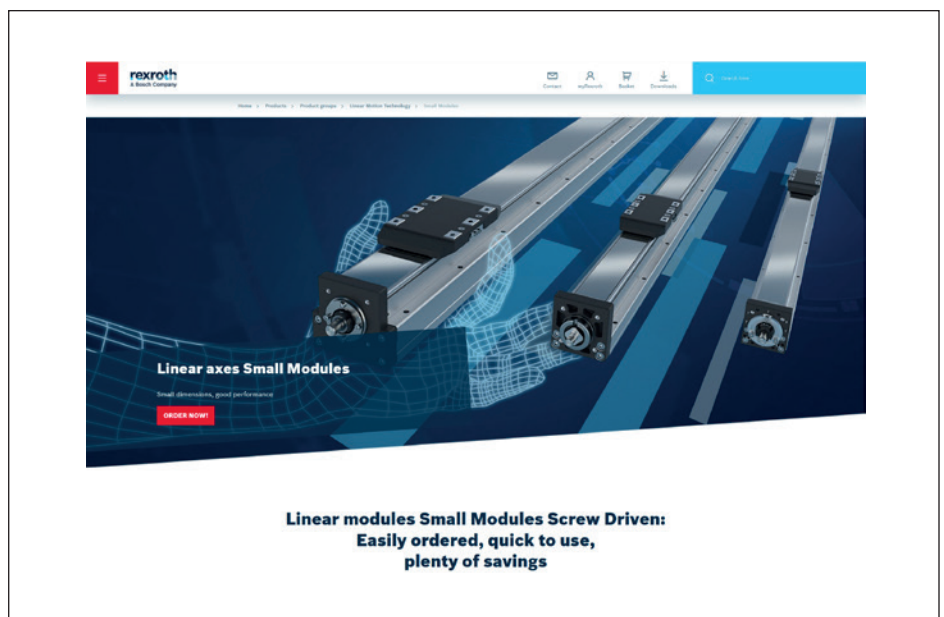 rexroth
A Bosch Company
Contact
myRexroth
Basket
Downloads
Home > Products > Product groups > Linear Motion Technology > Small Modules
Linear axes Small Modules
Small dimensions, good performance
ORDER NOW!
Linear modules Small Modules Screw Driven:
Easily ordered, quick to use,
plenty of savings